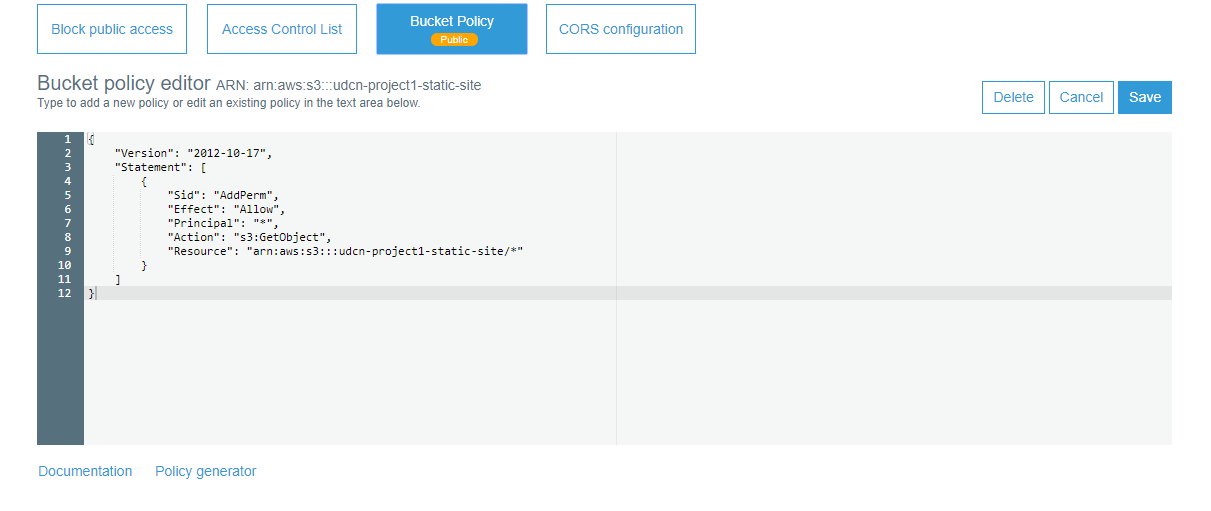 Block public access
Access Control List
Bucket Policy
Public
CORS configuration
Bucket policy editor ARN: arn:aws:s3:::udcn-project1-static-site
Type to add a new policy or edit an existing policy in the text area below.
Delete
Cancel
Save
1 {
2 "Version": "2012-10-17",
3 "Statement": [
4 {
5 "Sid": "AddPerm",
6 "Effect": "Allow",
7 "Principal": "*",
8 "Action": "s3:GetObject",
9 "Resource": "arn:aws:s3:::udcn-project1-static-site/*"
10 }
11 ]
12 }
Documentation
Policy generator